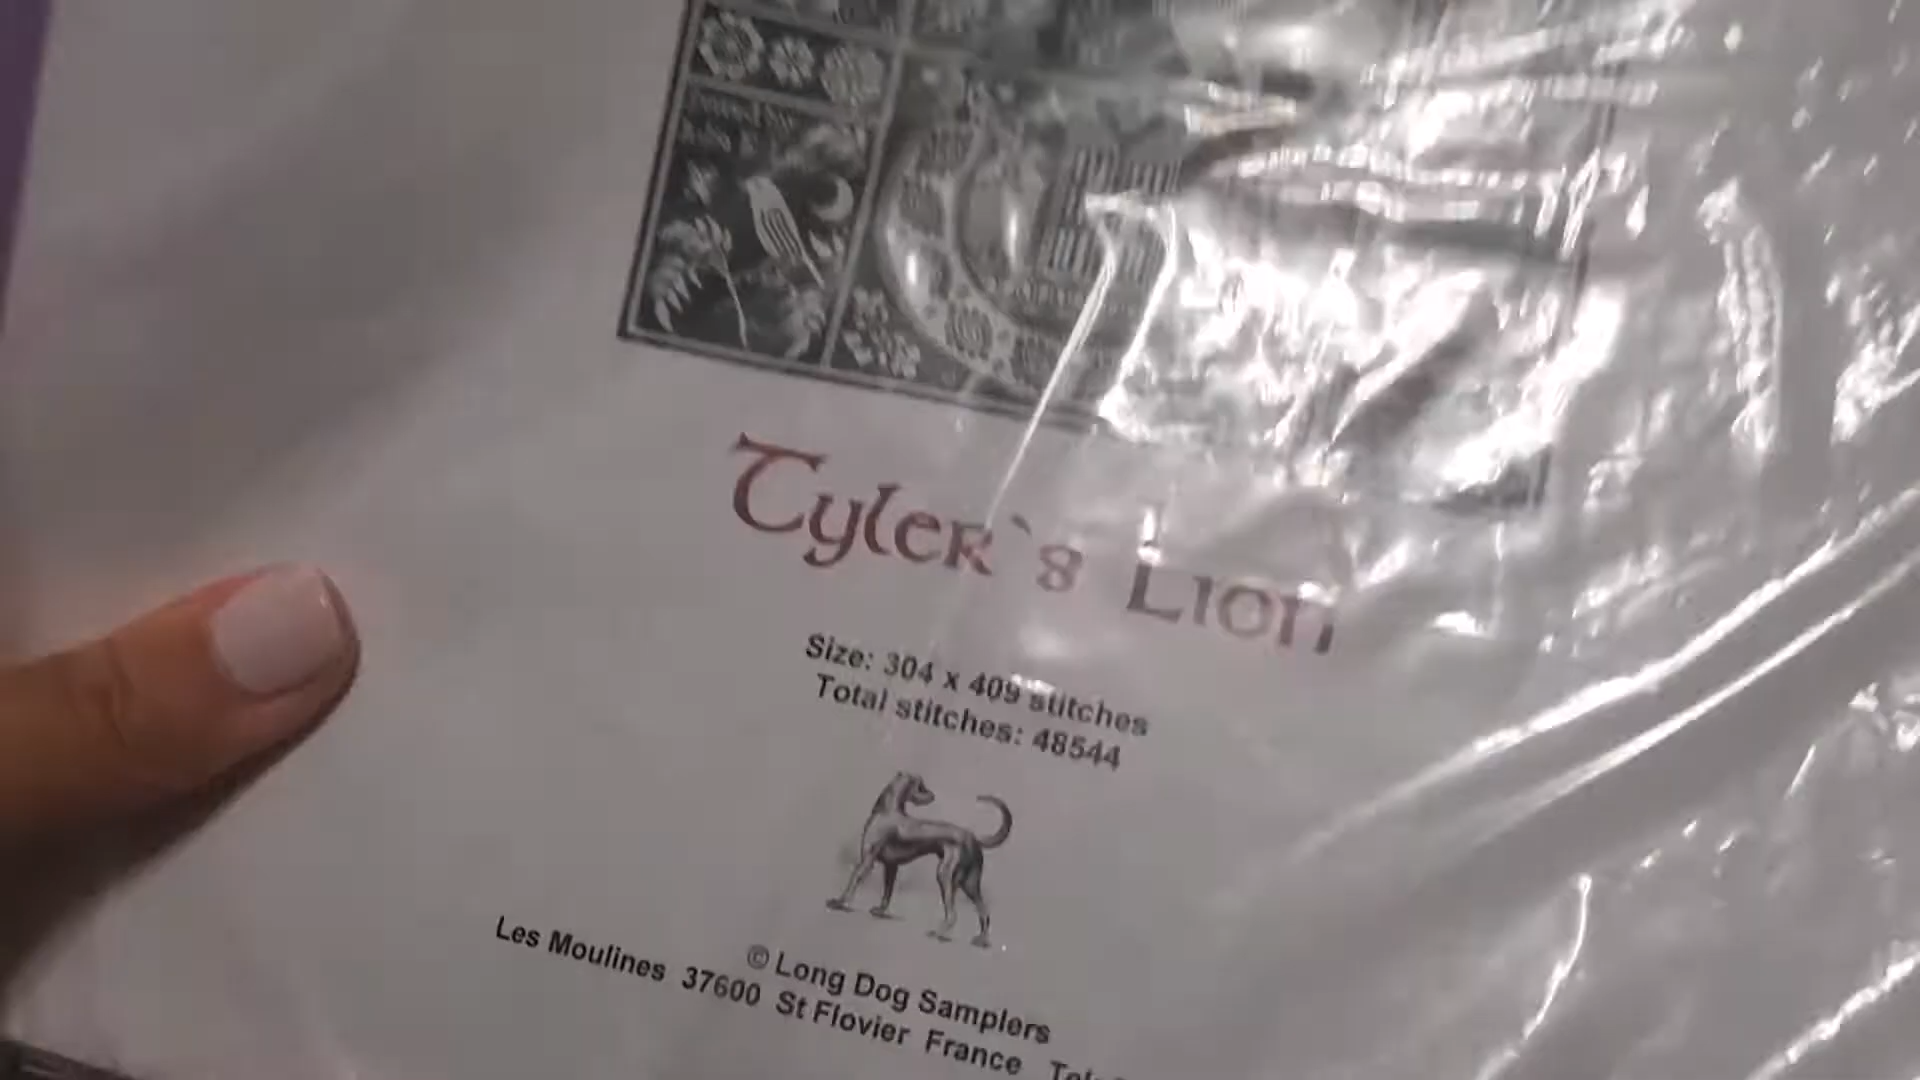 Tyler`s Lion
Size: 304 x 409 stitches
Total stitches: 48544
© Long Dog Samplers
Les Moulines 37600 St Flovier France